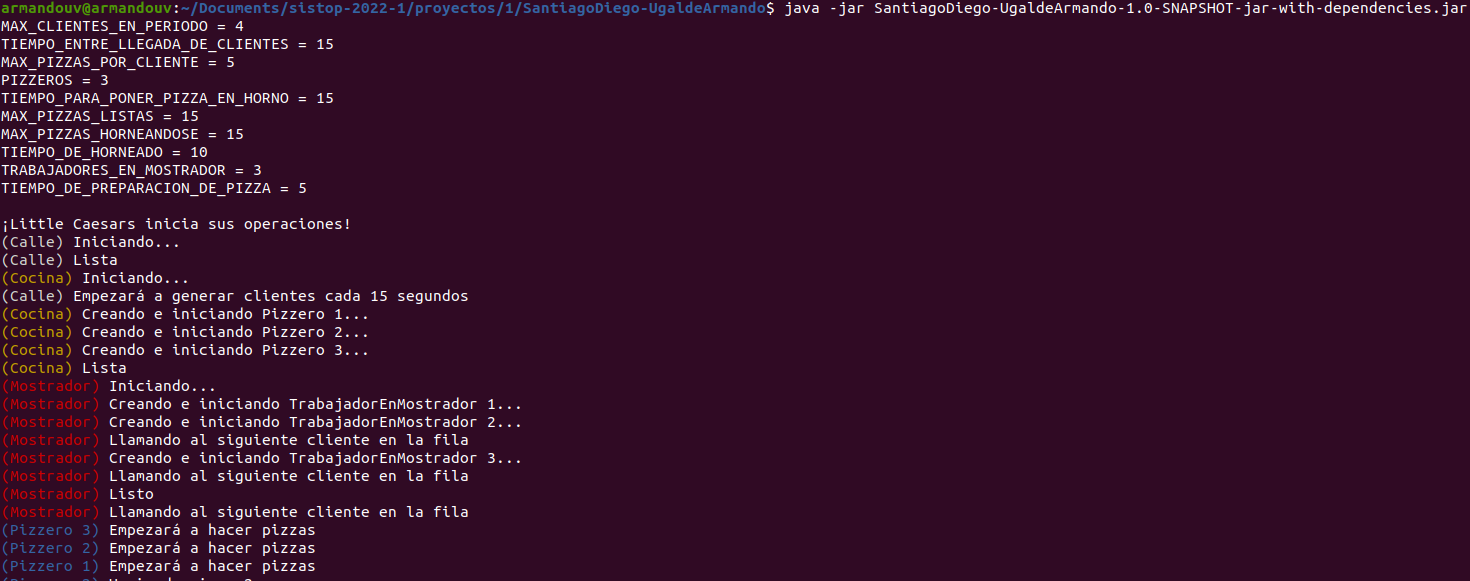 armandouv@armandouv:~/Documents/sistop-2022-1/proyectos/1/SantiagoDiego-UgaldeArmando$ java -jar SantiagoDiego-UgaldeArmando-1.0-SNAPSHOT-jar-with-dependencies.jar
MAX_CLIENTES_EN_PERIODO = 4
TIEMPO_ENTRE_LLEGADA_DE_CLIENTES = 15
MAX_PIZZAS_POR_CLIENTE = 5
PIZZEROS = 3
TIEMPO_PARA_PONER_PIZZA_EN_HORNO = 15
MAX_PIZZAS_LISTAS = 15
MAX_PIZZAS_HORNEANDOSE = 15
TIEMPO_DE_HORNEADO = 10
TRABAJADORES_EN_MOSTRADOR = 3
TIEMPO_DE_PREPARACION_DE_PIZZA = 5
¡Little Caesars inicia sus operaciones!
(Calle) Iniciando...
(Calle) Lista
(Cocina) Iniciando...
(Calle) Empezará a generar clientes cada 15 segundos
(Cocina) Creando e iniciando Pizzero 1...
(Cocina) Creando e iniciando Pizzero 2...
(Cocina) Creando e iniciando Pizzero 3...
(Cocina) Lista
(Mostrador) Iniciando...
(Mostrador) Creando e iniciando TrabajadorEnMostrador 1...
(Mostrador) Creando e iniciando TrabajadorEnMostrador 2...
(Mostrador) Llamando al siguiente cliente en la fila
(Mostrador) Creando e iniciando TrabajadorEnMostrador 3...
(Mostrador) Llamando al siguiente cliente en la fila
(Mostrador) Listo
(Mostrador) Llamando al siguiente cliente en la fila
(Pizzero 3) Empezará a hacer pizzas
(Pizzero 2) Empezará a hacer pizzas
(Pizzero 1) Empezará a hacer pizzas